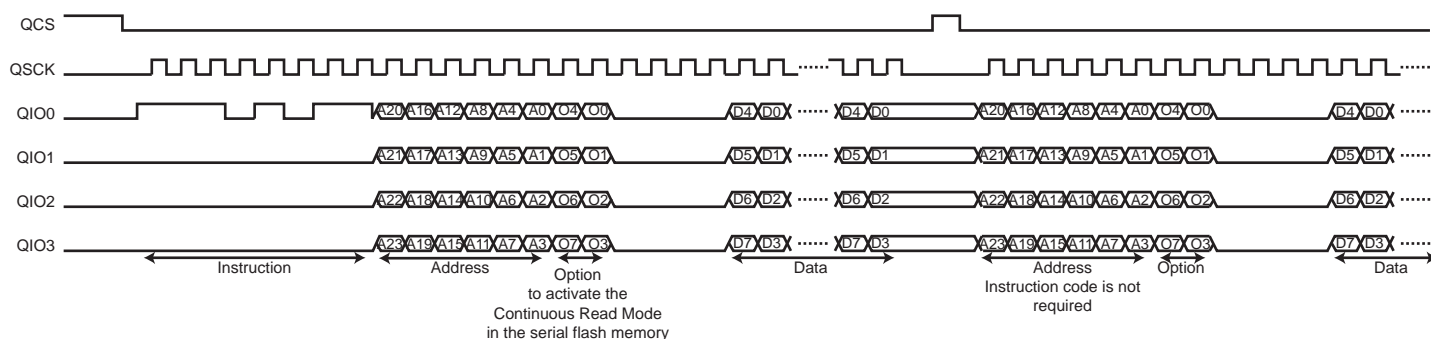 QCS
QSCK
QIO0 A20 A16 A12 A8 A4 A0 O4 O0 D4 D0 D4 D0 A20 A16 A12 A8 A4 A0 O4 O0 D4 D0
QIO1 A21 A17 A13 A9 A5 A1 O5 O1 D5 D1 D5 D1 A21 A17 A13 A9 A5 A1 O5 O1 D5 D1
QIO2 A22 A18 A14 A10 A6 A2 O6 O2 D6 D2 D6 D2 A22 A18 A14 A10 A6 A2 O6 O2 D6 D2
QIO3 A23 A19 A15 A11 A7 A3 O7 O3 D7 D3 D7 D3 A23 A19 A15 A11 A7 A3 O7 O3 D7 D3
Instruction
Address
Option
to activate the
Continuous Read Mode
in the serial flash memory
Data
Address
Instruction code is not
required
Option
Data